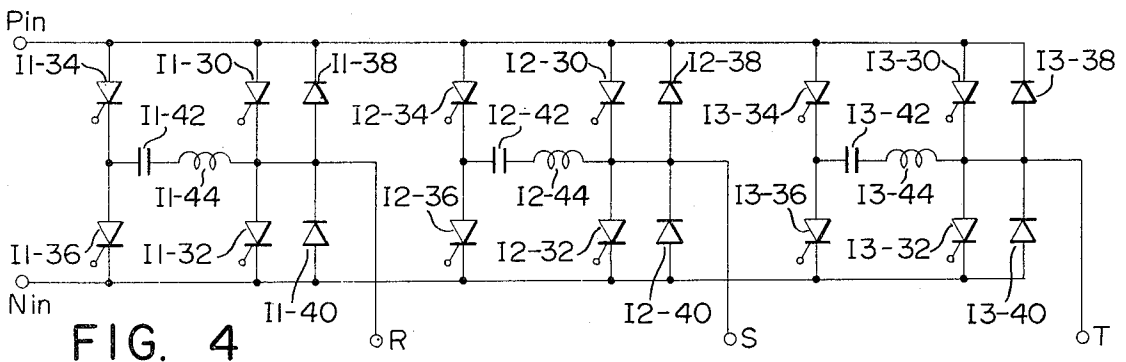 Pin
I1-34 I1-30 I1-38 I2-30 I2-38 I3-30 I3-38
I1-42 I2-34 I2-42 I3-34 I3-42
I1-44 I2-36 I2-44 I3-36 I3-44
I1-36 I1-32 I2-32 I3-32
Nin I1-40 I2-40 I3-40
FIG. 4 R S T